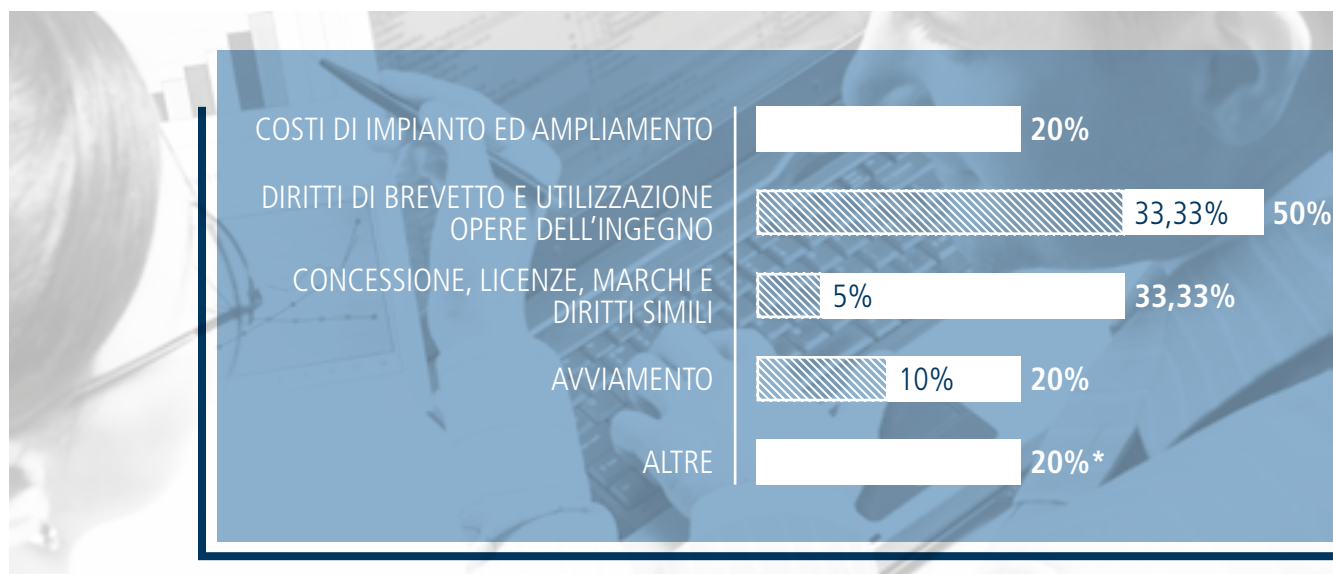 COSTI DI IMPIANTO ED AMPLIAMENTO
20%
DIRITTI DI BREVETTO E UTILIZZAZIONE
OPERE DELL'INGEGNO
33,33% 50%
CONCESSIONE, LICENZE, MARCHI E
DIRITTI SIMILI
5% 33,33%
AVVIAMENTO
10% 20%
ALTRE
20%*